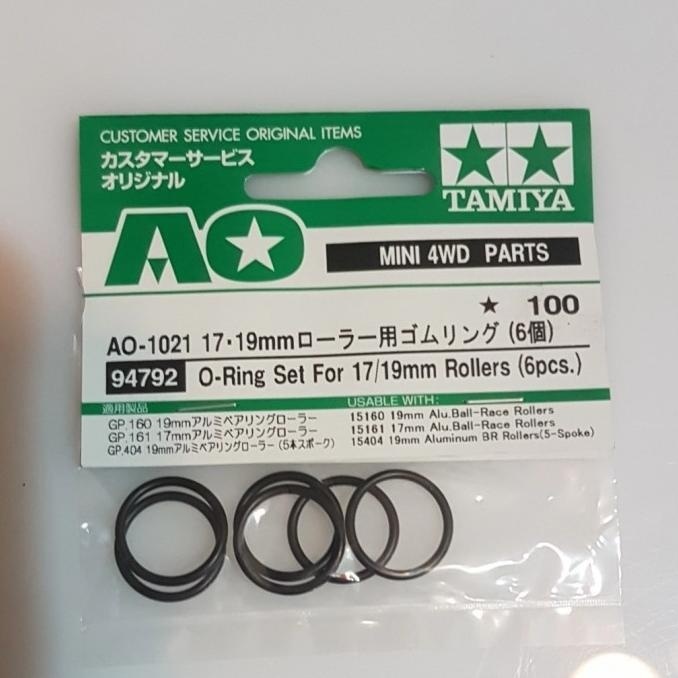 CUSTOMER SERVICE ORIGINAL ITEMS
カスタマーサービス
オリジナル
TAMIYA
AO
MINI 4WD PARTS
★ 100
AO-1021 17・19mmローラー用ゴムリング (6個)
94792 O-Ring Set For 17/19mm Rollers (6pcs.)
適用製品
GP.160 19mmアルミベアリングローラー
GP.161 17mmアルミベアリングローラー
GP.404 19mmアルミベアリングローラー (5本スポーク)
USABLE WITH:
15160 19mm Alu.Ball-Race Rollers
15161 17mm Alu.Ball-Race Rollers
15404 19mm Aluminum BR Rollers(5-Spoke)